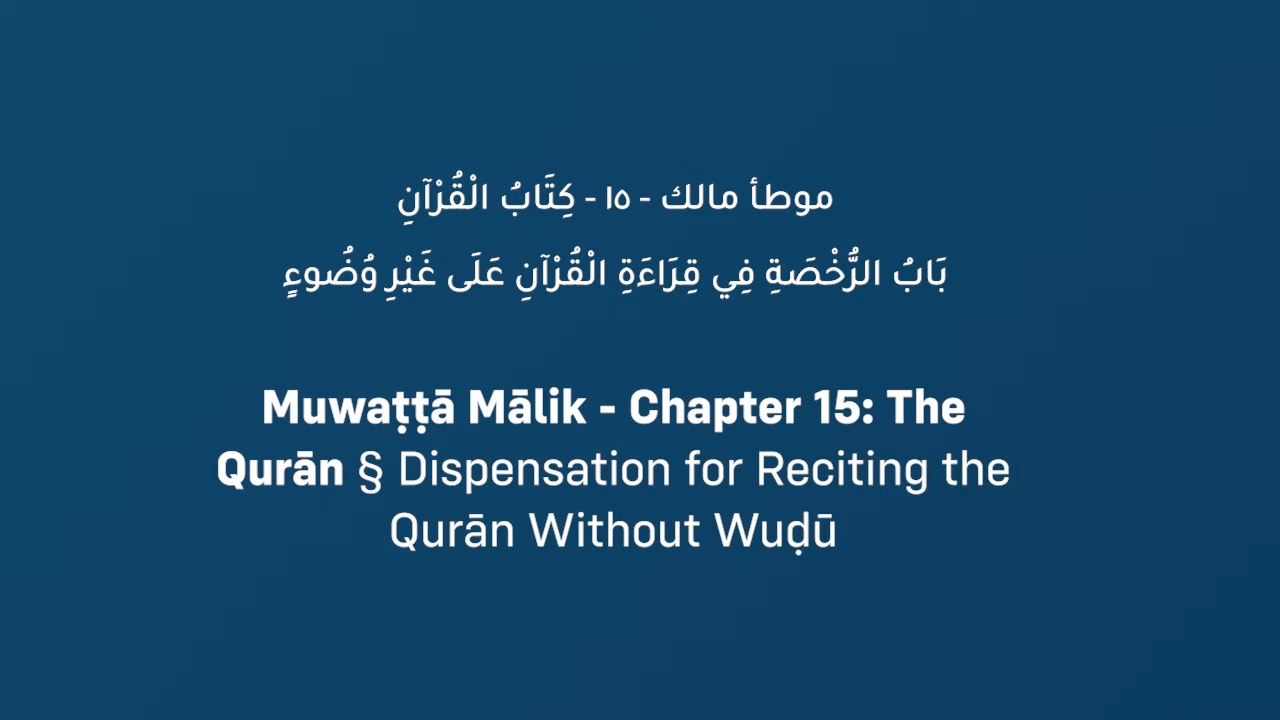 موطأ مالك - ١٥ - كِتَابُ الْقُرْآنِ
بَابُ الرُّخْصَةِ فِي قِرَاءَةِ الْقُرْآنِ عَلَى غَيْرِ وُضُوءٍ
Muwaṭṭā Mālik - Chapter 15: The
Qurān § Dispensation for Reciting the
Qurān Without Wuḍū